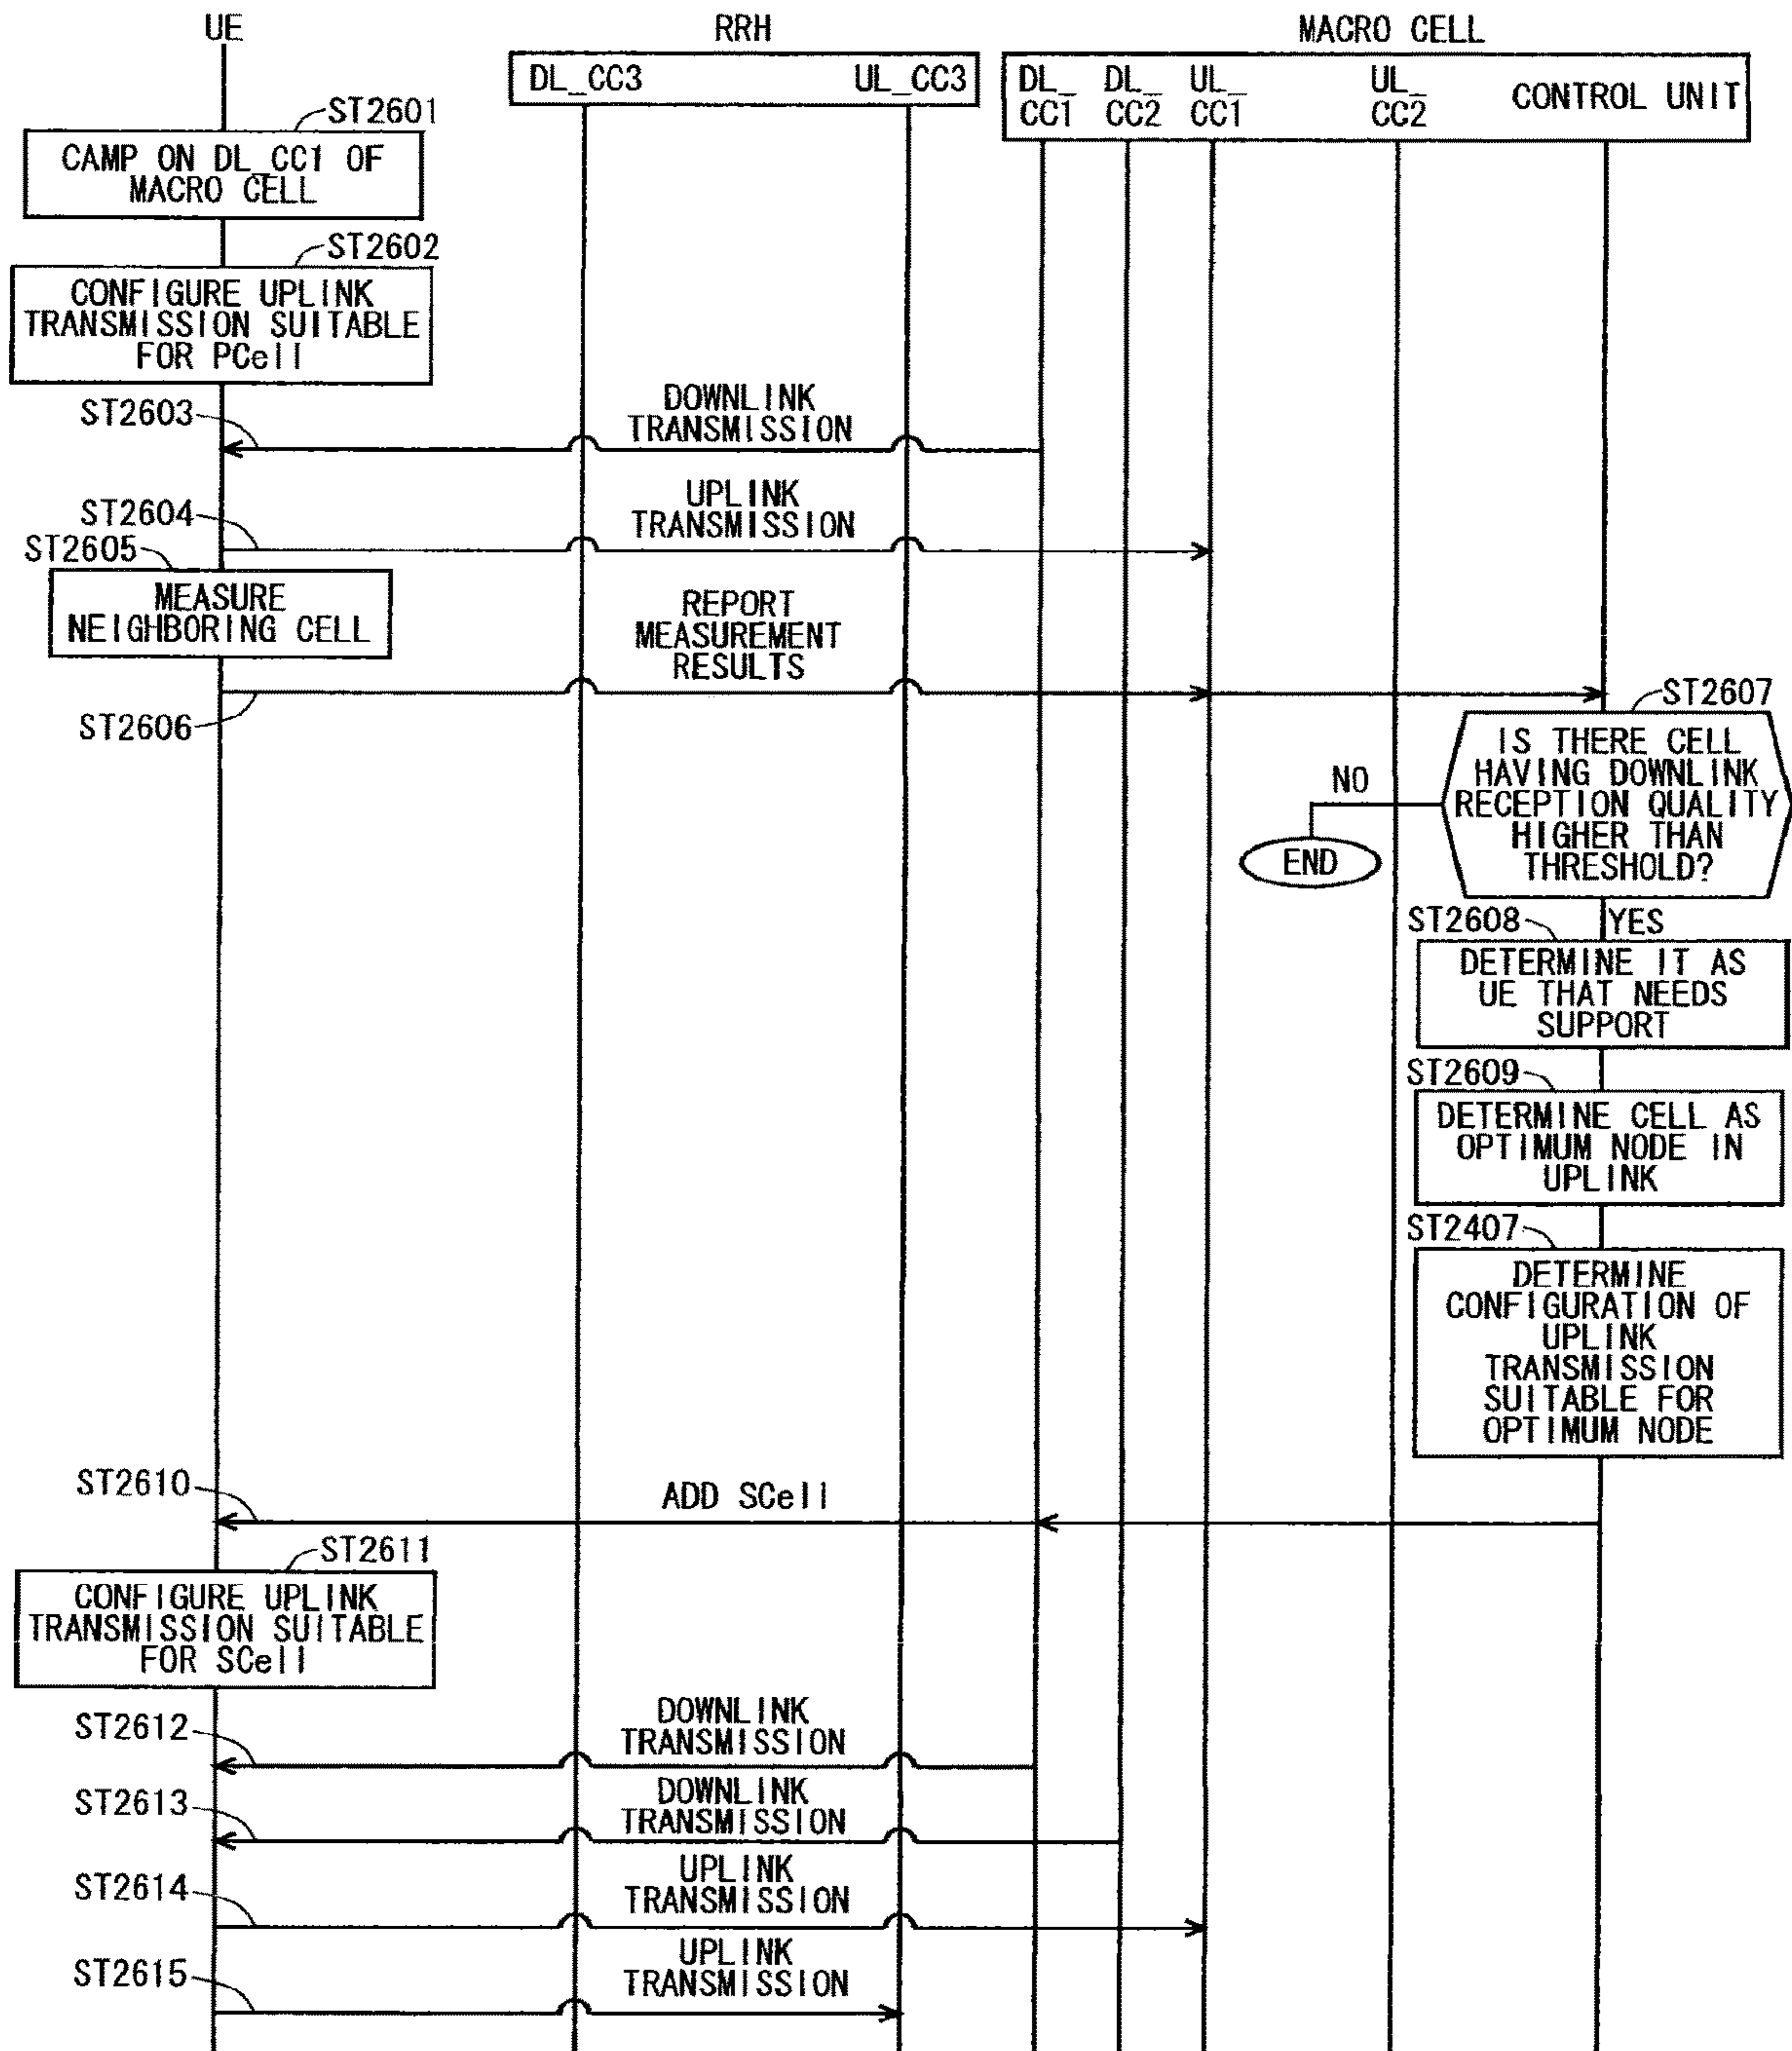 UE
RRH
MACRO CELL
DL_CC3
UL_CC3
DL_
CC1
DL_
CC2
UL_
CC1
UL_
CC2
CONTROL UNIT
ST2601
CAMP ON DL_CC1 OF
MACRO CELL
ST2602
CONFIGURE UPLINK
TRANSMISSION SUITABLE
FOR PCell
ST2603
DOWNLINK
TRANSMISSION
ST2604
UPLINK
TRANSMISSION
ST2605
MEASURE
NEIGHBORING CELL
REPORT
MEASUREMENT
RESULTS
ST2606
ST2607
IS THERE CELL
HAVING DOWNLINK
RECEPTION QUALITY
HIGHER THAN
THRESHOLD?
NO
END
YES
ST2608
DETERMINE IT AS
UE THAT NEEDS
SUPPORT
ST2609
DETERMINE CELL AS
OPTIMUM NODE IN
UPLINK
ST2407
DETERMINE
CONFIGURATION OF
UPLINK
TRANSMISSION
SUITABLE FOR
OPTIMUM NODE
ST2610
ADD SCell
ST2611
CONFIGURE UPLINK
TRANSMISSION SUITABLE
FOR SCell
ST2612
DOWNLINK
TRANSMISSION
ST2613
DOWNLINK
TRANSMISSION
ST2614
UPLINK
TRANSMISSION
ST2615
UPLINK
TRANSMISSION